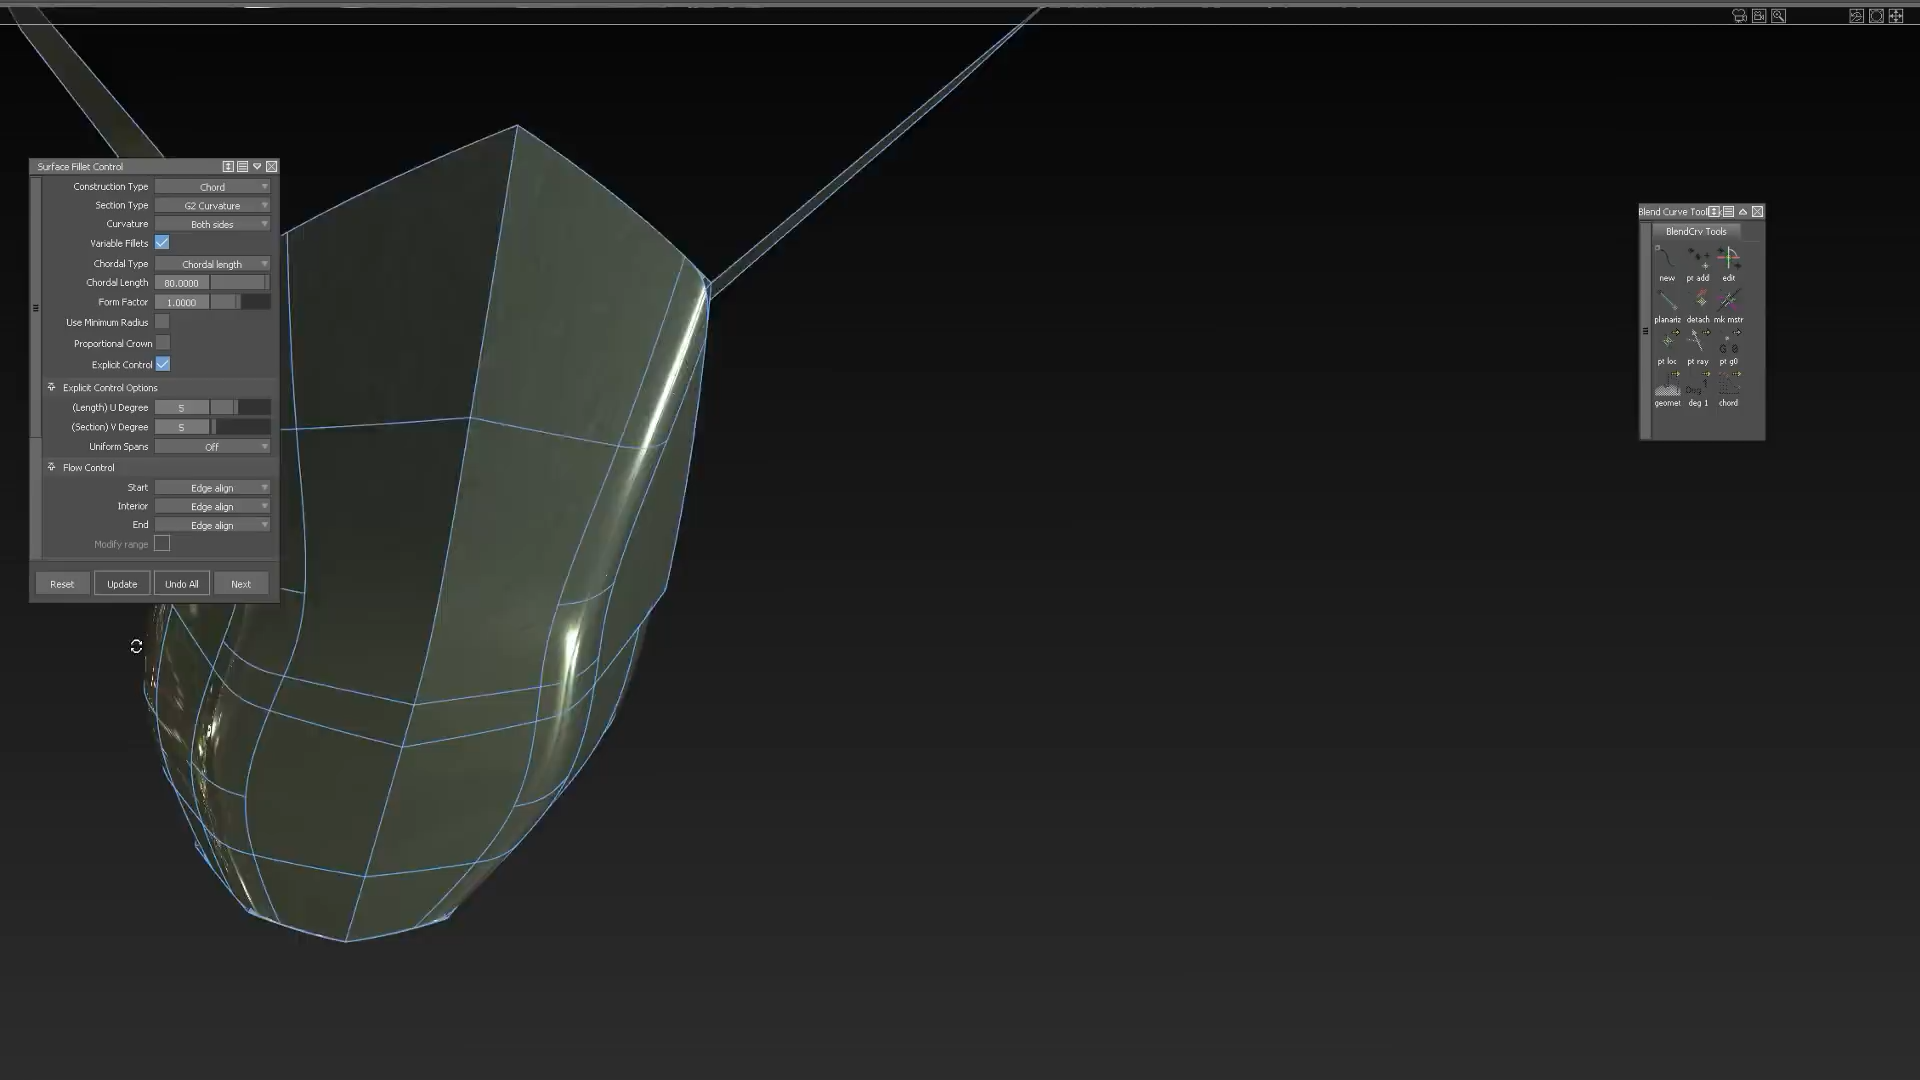 Surface Fillet Control
Construction Type Chord
Section Type G2 Curvature
Curvature Both sides
Variable Fillets
Chordal Type Chordal length
Chordal Length 80.0000
Form Factor 1.0000
Use Minimum Radius
Proportional Crown
Explicit Control
Explicit Control Options
(Length) U Degree 5
(Section) V Degree 5
Uniform Spans Off
Flow Control
Start Edge align
Interior Edge align
End Edge align
Modify range
Reset Update Undo All Next
Blend Curve Tool
BlendCrv Tools
new pt add edit
planariz detach mk mstr
pt loc pt ray pt g0
Deg 1
geomet deg 1 chord